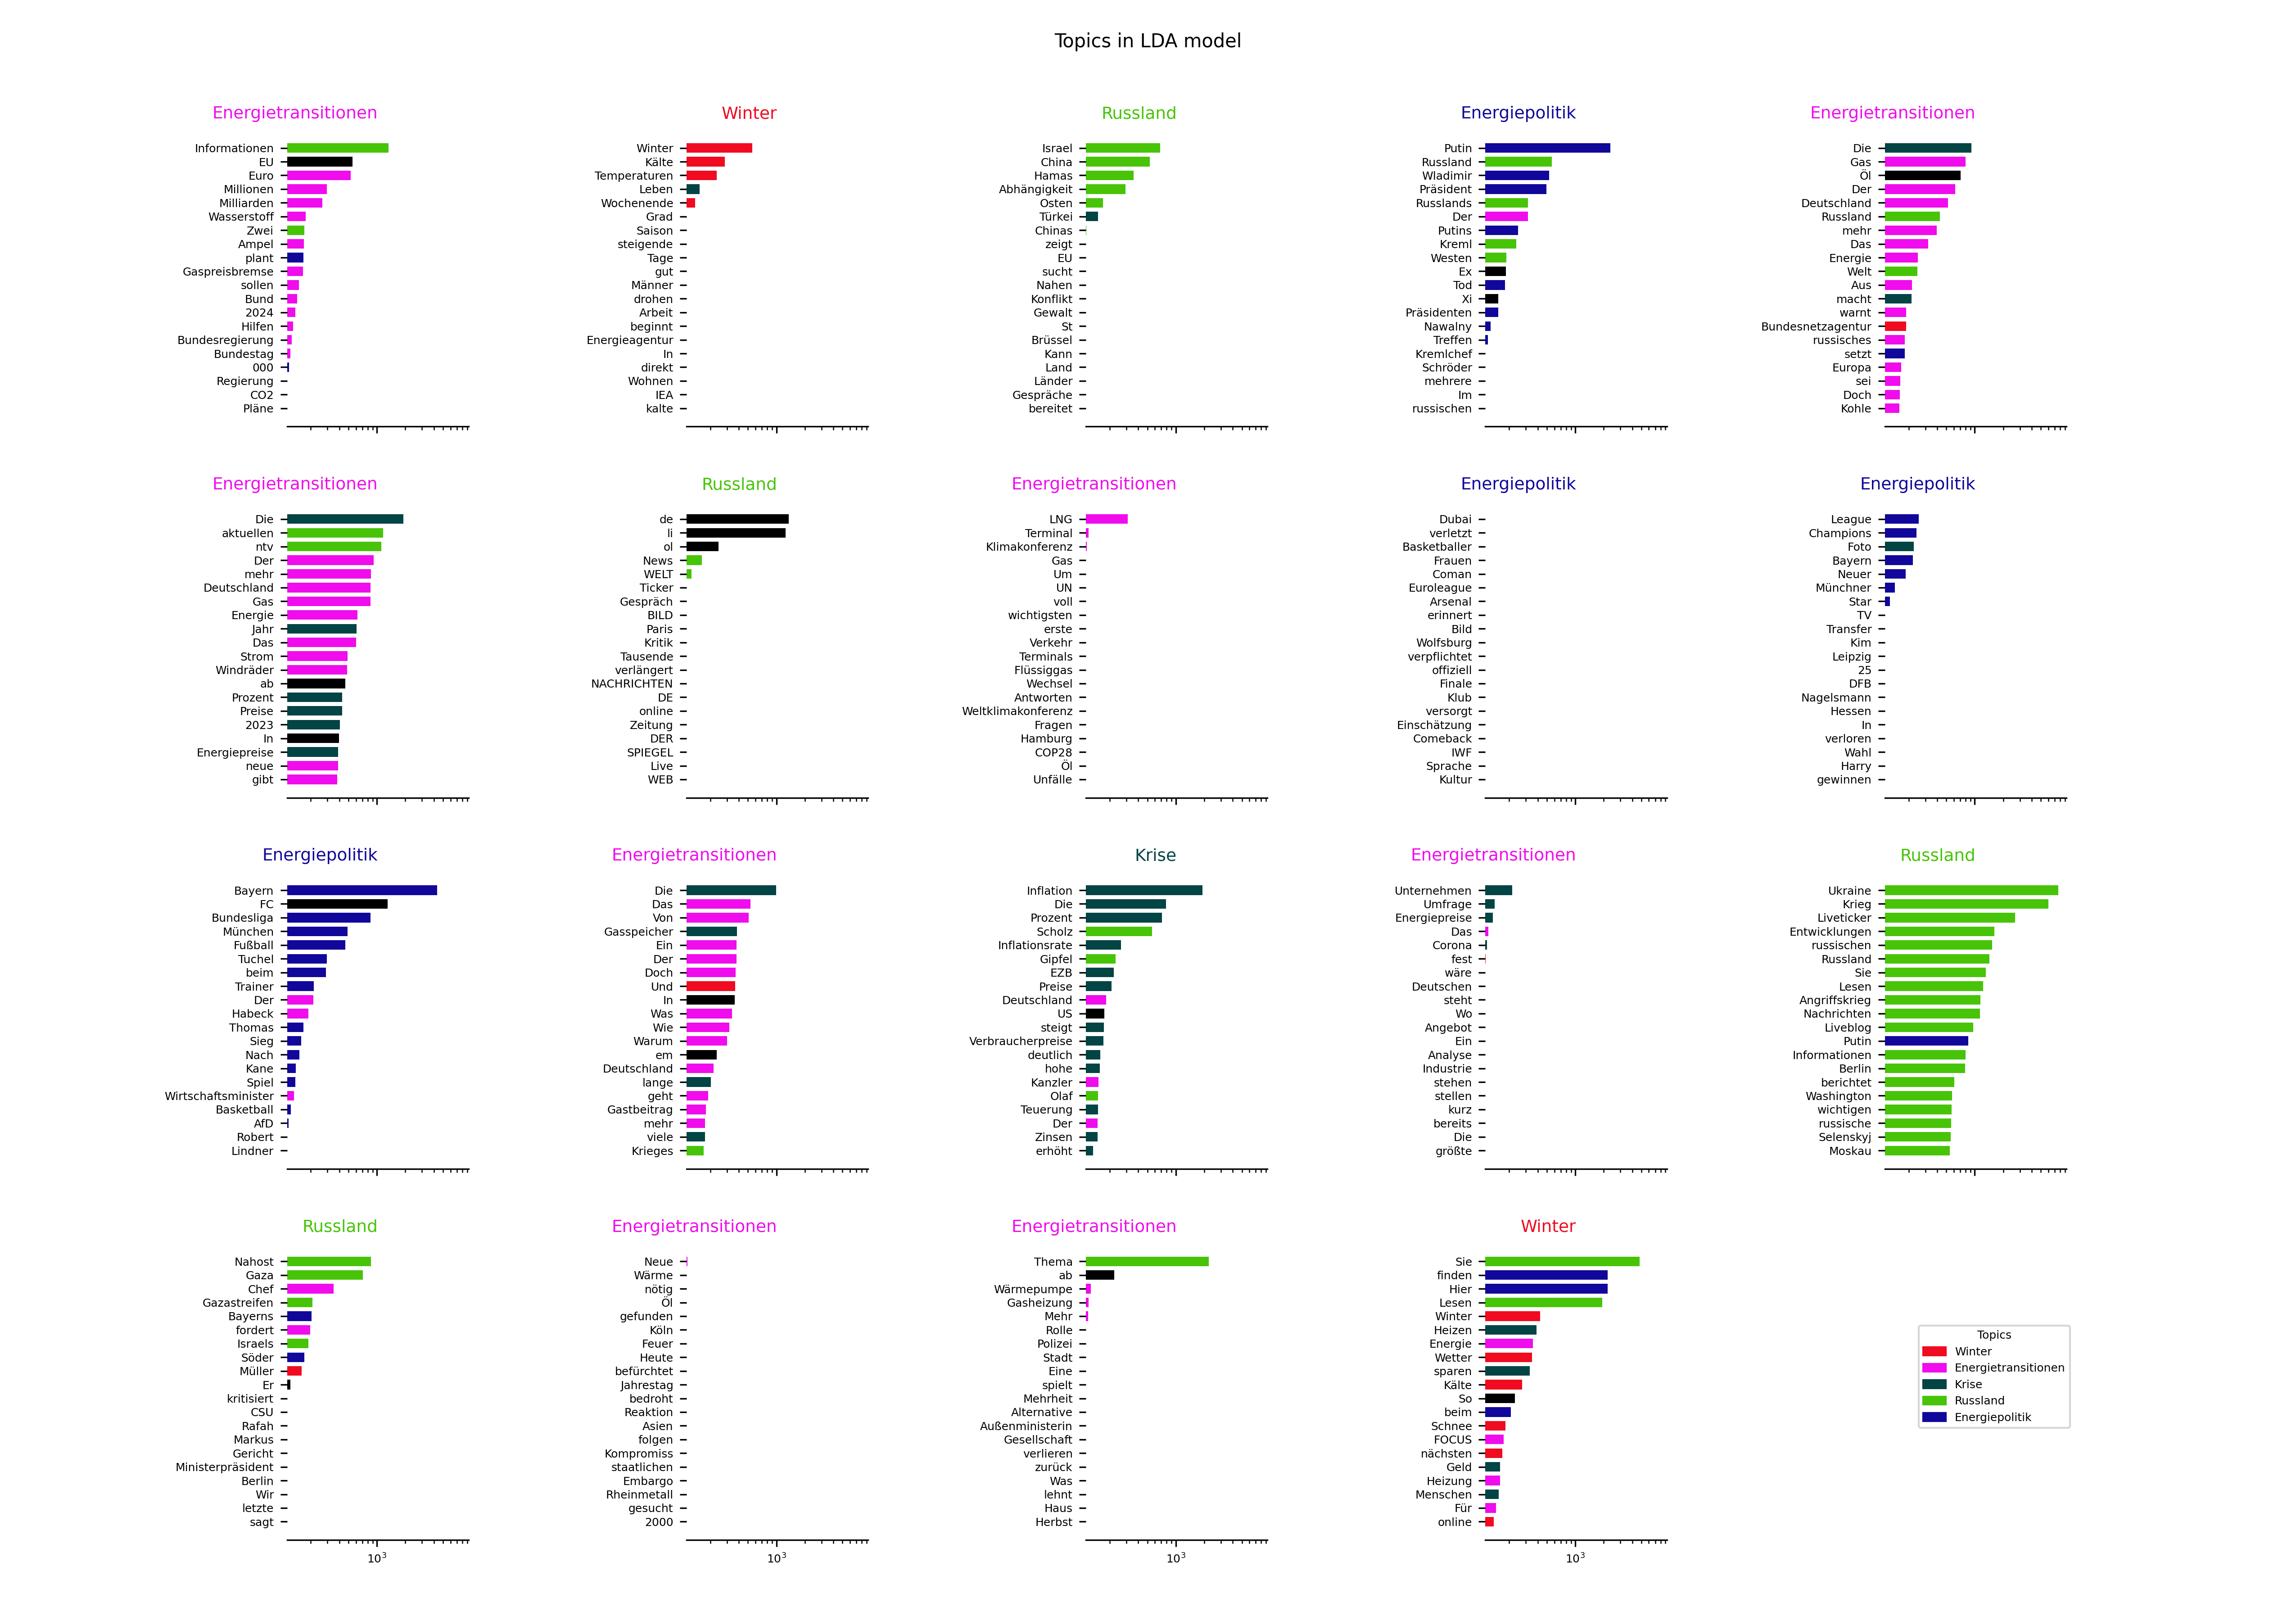 Topics in LDA model
Energietransitionen
Informationen
EU
Euro
Millionen
Milliarden
Wasserstoff
Zwei
Ampel
plant
Gaspreisbremse
sollen
Bund
2024
Hilfen
Bundesregierung
Bundestag
000
Regierung
CO2
Pläne
Winter
Winter
Kälte
Temperaturen
Leben
Wochenende
Grad
Saison
steigende
Tage
gut
Männer
drohen
Arbeit
beginnt
Energieagentur
In
direkt
Wohnen
IEA
kalte
Russland
Israel
China
Hamas
Abhängigkeit
Osten
Türkei
Chinas
zeigt
EU
sucht
Nahen
Konflikt
Gewalt
St
Brüssel
Kann
Land
Länder
Gespräche
bereitet
Energiepolitik
Putin
Russland
Wladimir
Präsident
Russlands
Der
Putins
Kreml
Westen
Ex
Tod
Xi
Präsidenten
Nawalny
Treffen
Kremlchef
Schröder
mehrere
Im
russischen
Energietransitionen
Die
Gas
Öl
Der
Deutschland
Russland
mehr
Das
Energie
Welt
Aus
macht
warnt
Bundesnetzagentur
russisches
setzt
Europa
sei
Doch
Kohle
Energietransitionen
Die
aktuellen
ntv
Der
mehr
Deutschland
Gas
Energie
Jahr
Das
Strom
Windräder
ab
Prozent
Preise
2023
In
Energiepreise
neue
gibt
Russland
de
li
ol
News
WELT
Ticker
Gespräch
BILD
Paris
Kritik
Tausende
verlängert
NACHRICHTEN
DE
online
Zeitung
DER
SPIEGEL
Live
WEB
Energietransitionen
LNG
Terminal
Klimakonferenz
Gas
Um
UN
voll
wichtigsten
erste
Verkehr
Terminals
Flüssiggas
Wechsel
Antworten
Weltklimakonferenz
Fragen
Hamburg
COP28
Öl
Unfälle
Energiepolitik
Dubai
verletzt
Basketballer
Frauen
Coman
Euroleague
Arsenal
erinnert
Bild
Wolfsburg
verpflichtet
offiziell
Finale
Klub
versorgt
Einschätzung
Comeback
IWF
Sprache
Kultur
Energiepolitik
League
Champions
Foto
Bayern
Neuer
Münchner
Star
TV
Transfer
Kim
Leipzig
25
DFB
Nagelsmann
Hessen
In
verloren
Wahl
Harry
gewinnen
Energiepolitik
Bayern
FC
Bundesliga
München
Fußball
Tuchel
beim
Trainer
Der
Habeck
Thomas
Sieg
Nach
Kane
Spiel
Wirtschaftsminister
Basketball
AfD
Robert
Lindner
Energietransitionen
Die
Das
Von
Gasspeicher
Ein
Der
Doch
Und
In
Was
Wie
Warum
em
Deutschland
lange
geht
Gastbeitrag
mehr
viele
Krieges
Krise
Inflation
Die
Prozent
Scholz
Inflationsrate
Gipfel
EZB
Preise
Deutschland
US
steigt
Verbraucherpreise
deutlich
hohe
Kanzler
Olaf
Teuerung
Der
Zinsen
erhöht
Energietransitionen
Unternehmen
Umfrage
Energiepreise
Das
Corona
fest
wäre
Deutschen
steht
Wo
Angebot
Ein
Analyse
Industrie
stehen
stellen
kurz
bereits
Die
größte
Russland
Ukraine
Krieg
Liveticker
Entwicklungen
russischen
Russland
Sie
Lesen
Angriffskrieg
Nachrichten
Liveblog
Putin
Informationen
Berlin
berichtet
Washington
wichtigen
russische
Selenskyj
Moskau
Russland
Nahost
Gaza
Chef
Gazastreifen
Bayerns
fordert
Israels
Söder
Müller
Er
kritisiert
CSU
Rafah
Markus
Gericht
Ministerpräsident
Berlin
Wir
letzte
sagt
10³
Energietransitionen
Neue
Wärme
nötig
Öl
gefunden
Köln
Feuer
Heute
befürchtet
Jahrestag
bedroht
Reaktion
Asien
folgen
Kompromiss
staatlichen
Embargo
Rheinmetall
gesucht
2000
10³
Energietransitionen
Thema
ab
Wärmepumpe
Gasheizung
Mehr
Rolle
Polizei
Stadt
Eine
spielt
Mehrheit
Alternative
Außenministerin
Gesellschaft
verlieren
zurück
Was
lehnt
Haus
Herbst
10³
Winter
Sie
finden
Hier
Lesen
Winter
Heizen
Energie
Wetter
sparen
Kälte
So
beim
Schnee
FOCUS
nächsten
Geld
Heizung
Menschen
Für
online
10³
Topics
Winter
Energietransitionen
Krise
Russland
Energiepolitik